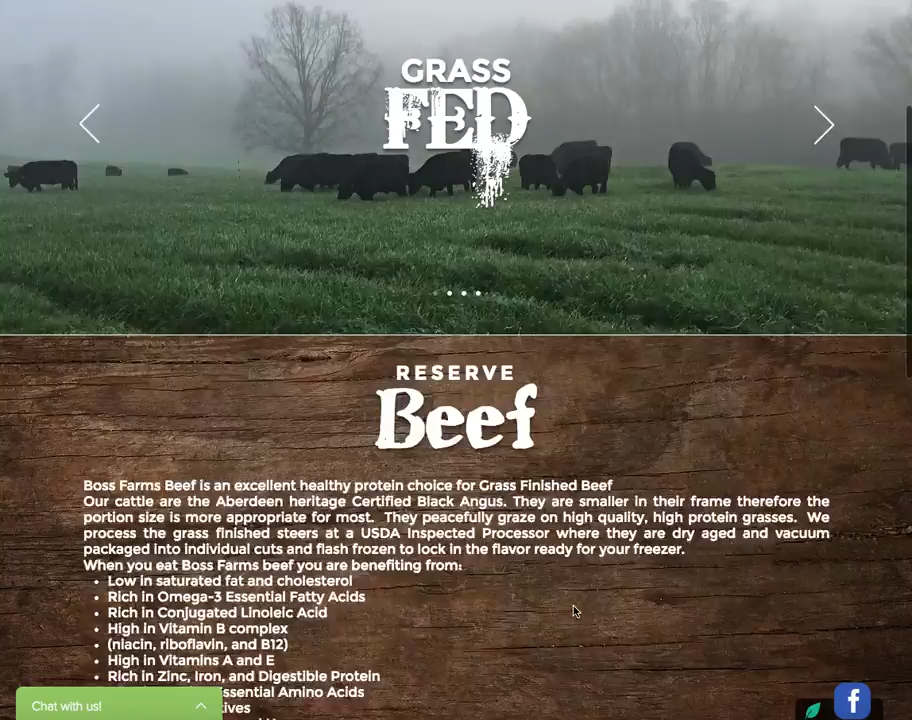 GRASS
FED
RESERVE
Beef
Boss Farms Beef is an excellent healthy protein choice for Grass Finished Beef
Our cattle are the Aberdeen heritage Certified Black Angus. They are smaller in their frame therefore the
portion size is more appropriate for most. They peacefully graze on high quality, high protein grasses. We
process the grass finished steers at a USDA Inspected Processor where they are dry aged and vacuum
packaged into individual cuts and flash frozen to lock in the flavor ready for your freezer.
When you eat Boss Farms beef you are benefiting from:
• Low in saturated fat and cholesterol
• Rich in Omega-3 Essential Fatty Acids
• Rich in Conjugated Linoleic Acid
• High in Vitamin B complex
• (niacin, riboflavin, and B12)
• High in Vitamins A and E
• Rich in Zinc, Iron, and Digestible Protein
Essential Amino Acids
Chat with us!
f